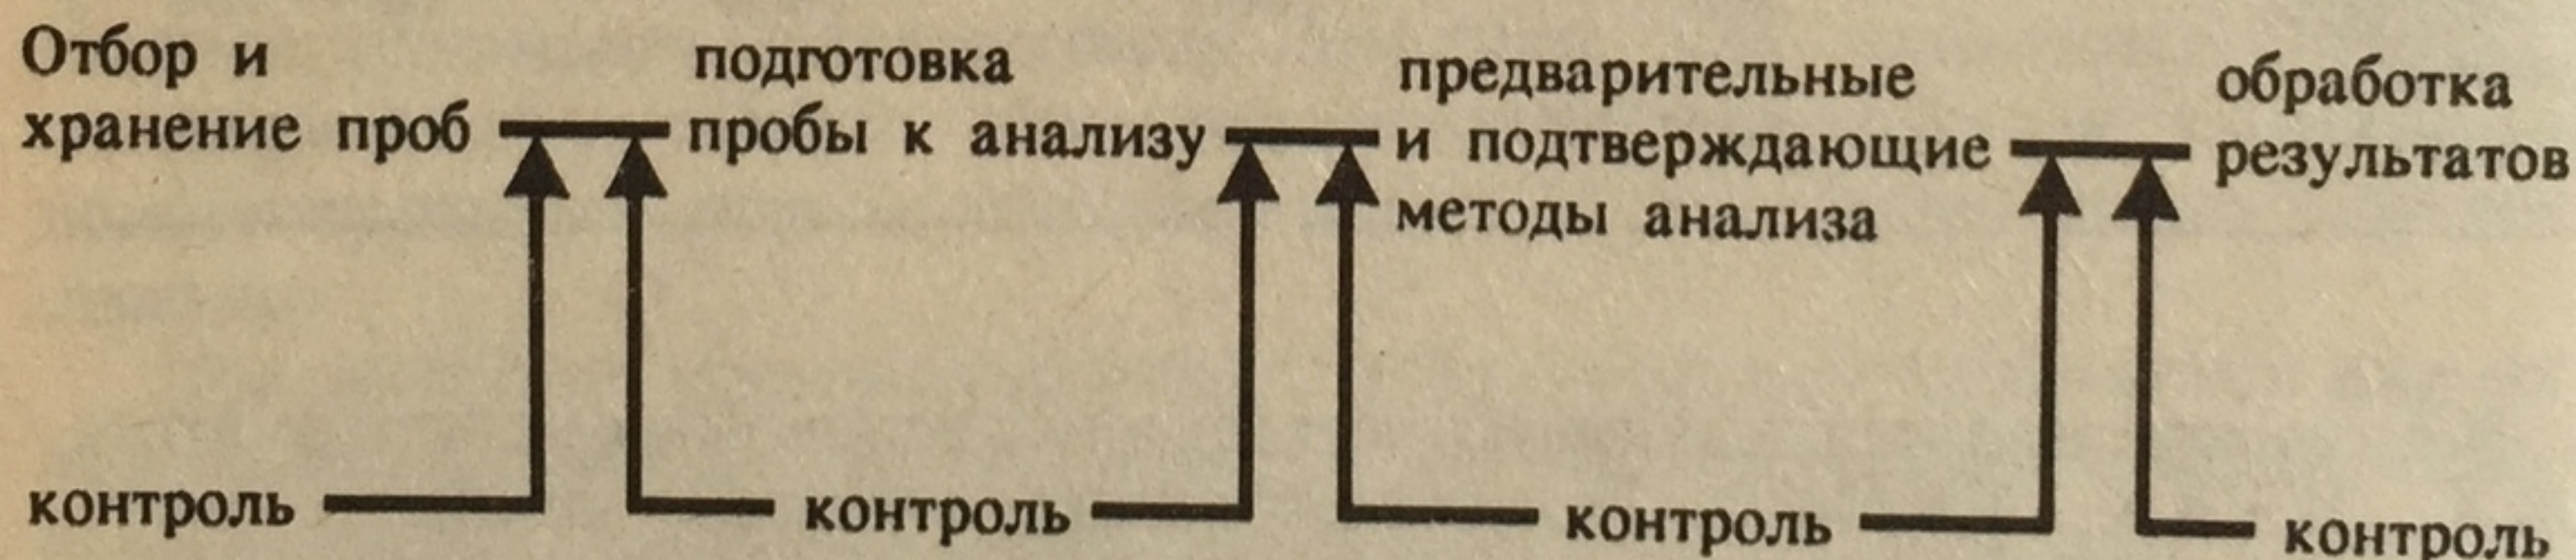 Отбор и
хранение проб
подготовка
пробы к анализу
предварительные
и подтверждающие
методы анализа
обработка
результатов
контроль
контроль
контроль
контроль